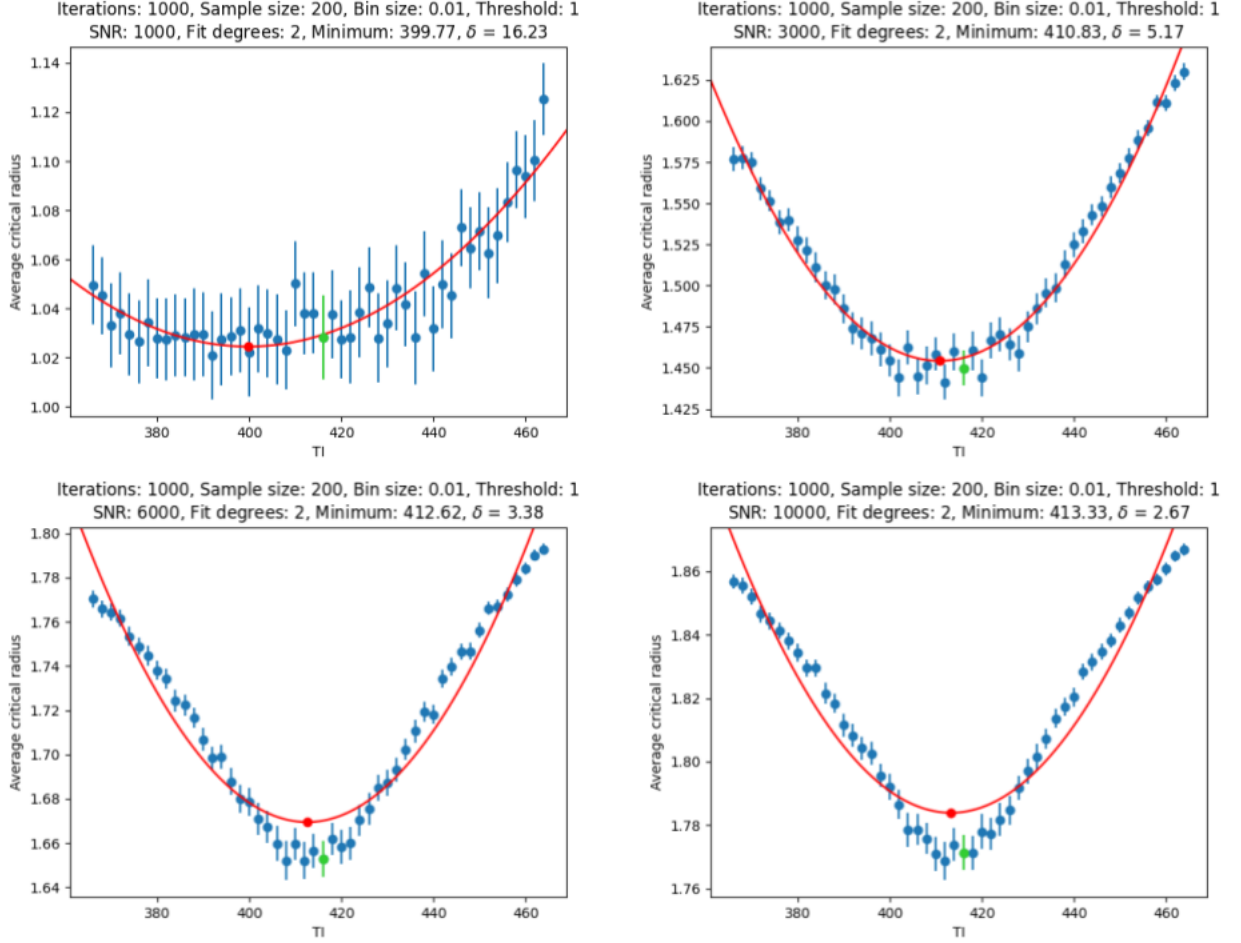 Iterations: 1000, Sample size: 200, Bin size: 0.01, Threshold: 1
SNR: 1000, Fit degrees: 2, Minimum: 399.77, δ = 16.23
1.14
1.12
1.10
1.08
1.06
1.04
1.02
1.00
Average critical radius
380 400 420 440 460
TI
Iterations: 1000, Sample size: 200, Bin size: 0.01, Threshold: 1
SNR: 3000, Fit degrees: 2, Minimum: 410.83, δ = 5.17
1.625
1.600
1.575
1.550
1.525
1.500
1.475
1.450
1.425
Average critical radius
380 400 420 440 460
TI
Iterations: 1000, Sample size: 200, Bin size: 0.01, Threshold: 1
SNR: 6000, Fit degrees: 2, Minimum: 412.62, δ = 3.38
1.80
1.78
1.76
1.74
1.72
1.70
1.68
1.66
1.64
Average critical radius
380 400 420 440 460
TI
Iterations: 1000, Sample size: 200, Bin size: 0.01, Threshold: 1
SNR: 10000, Fit degrees: 2, Minimum: 413.33, δ = 2.67
1.86
1.84
1.82
1.80
1.78
1.76
Average critical radius
380 400 420 440 460
TI